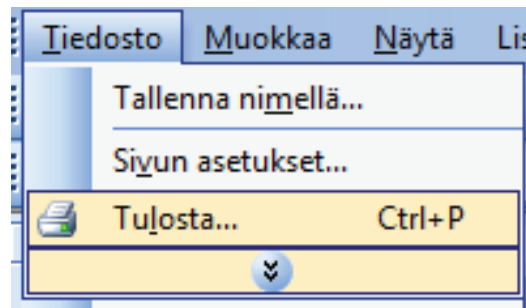 Tiedosto Muokkaa Näytä
Tallenna nimellä...
Sivun asetukset...
Tulosta... Ctrl+P